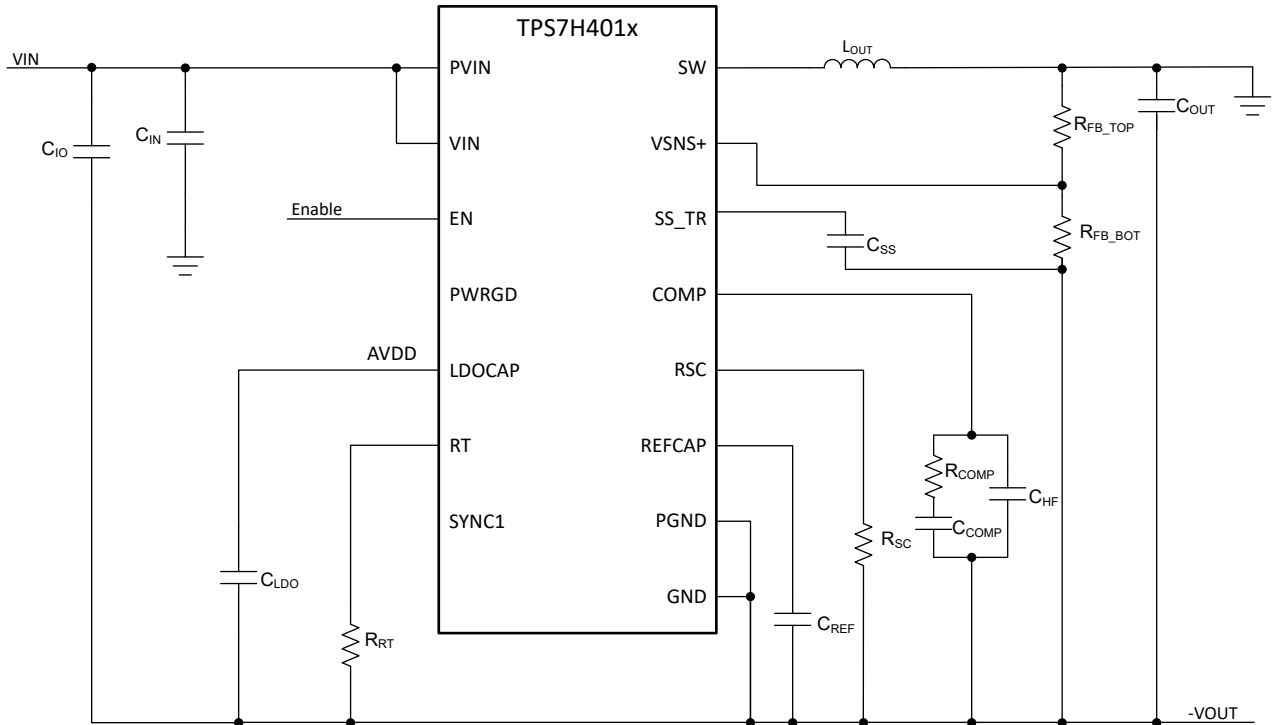 TPS7H401x
VIN
PVIN
SW
LOUT
CIO
CIN
VIN
VSNS+
RFB_TOP
COUT
Enable
EN
SS_TR
CSS
RFB_BOT
PWRGD
COMP
AVDD
LDOCAP
RSC
RT
REFCAP
RCOMP
CHF
SYNC1
PGND
RSC
CCOMP
CLDO
GND
RRT
CREF
-VOUT